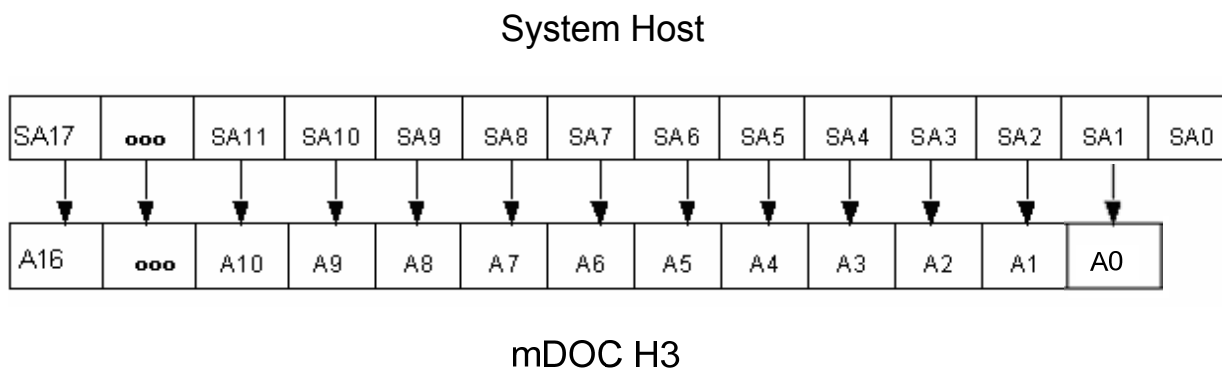 System Host
SA17 ooo SA11 SA10 SA9 SA8 SA7 SA6 SA5 SA4 SA3 SA2 SA1 SA0
A16 ooo A10 A9 A8 A7 A6 A5 A4 A3 A2 A1 A0
mDOC H3